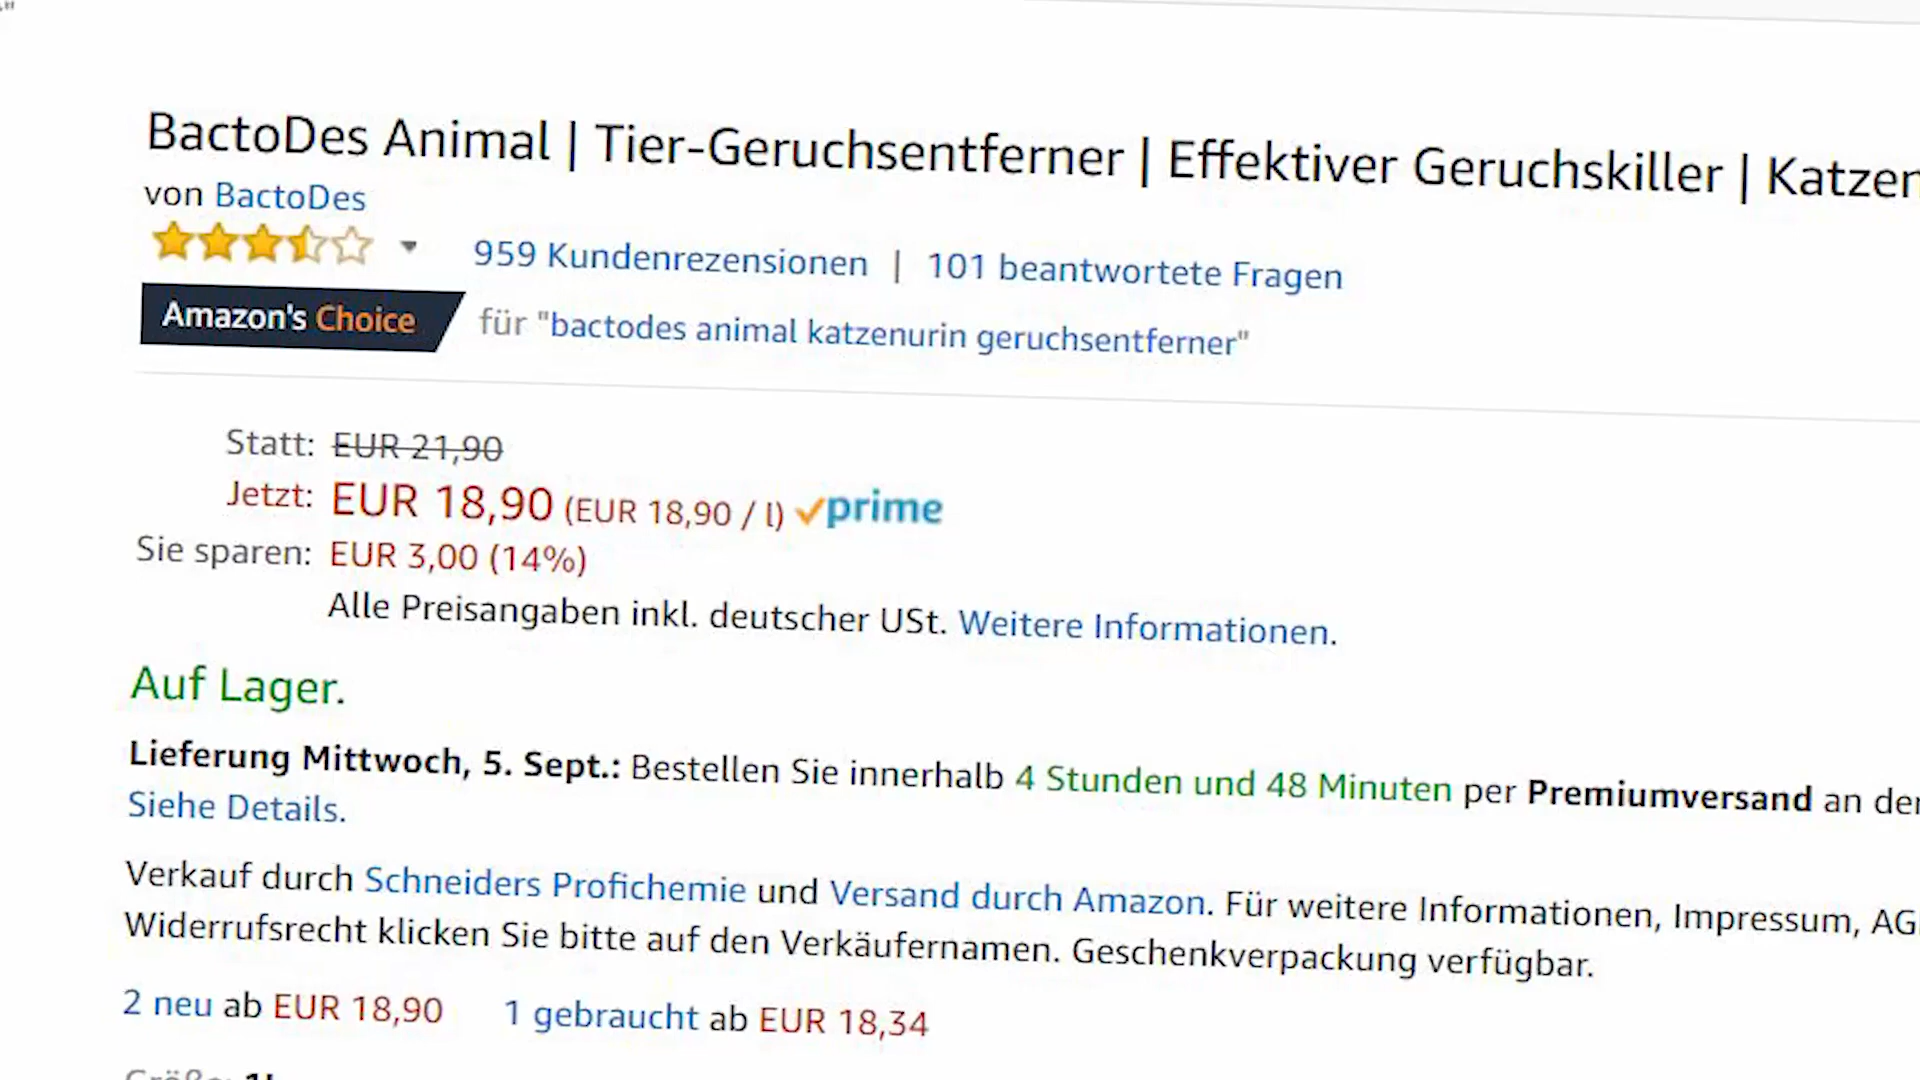 BactoDes Animal | Tier-Geruchsentferner | Effektiver Geruchskiller | Katzen
von BactoDes
959 Kundenrezensionen | 101 beantwortete Fragen
Amazon's Choice für "bactodes animal katzenurin geruchsentferner"
Statt: EUR 21,90
Jetzt: EUR 18,90 (EUR 18,90 / l) prime
Sie sparen: EUR 3,00 (14%)
Alle Preisangaben inkl. deutscher USt. Weitere Informationen.
Auf Lager.
Lieferung Mittwoch, 5. Sept.: Bestellen Sie innerhalb 4 Stunden und 48 Minuten per Premiumversand an der
Siehe Details.
Verkauf durch Schneiders Profichemie und Versand durch Amazon. Für weitere Informationen, Impressum, AG
Widerrufsrecht klicken Sie bitte auf den Verkäufernamen. Geschenkverpackung verfügbar.
2 neu ab EUR 18,90 1 gebraucht ab EUR 18,34
Größe: